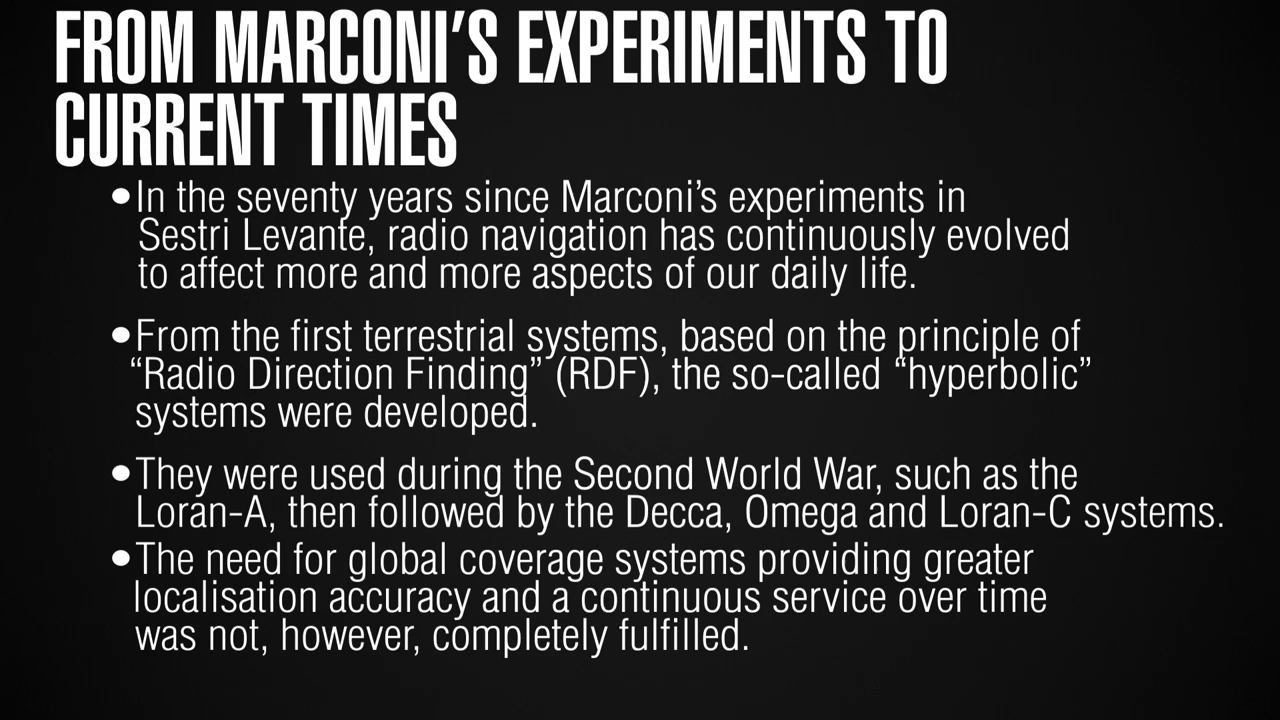 FROM MARCONI’S EXPERIMENTS TO
CURRENT TIMES
•In the seventy years since Marconi’s experiments in
Sestri Levante, radio navigation has continuously evolved
to affect more and more aspects of our daily life.
•From the first terrestrial systems, based on the principle of
“Radio Direction Finding” (RDF), the so-called “hyperbolic”
systems were developed.
•They were used during the Second World War, such as the
Loran-A, then followed by the Decca, Omega and Loran-C systems.
•The need for global coverage systems providing greater
localisation accuracy and a continuous service over time
was not, however, completely fulfilled.